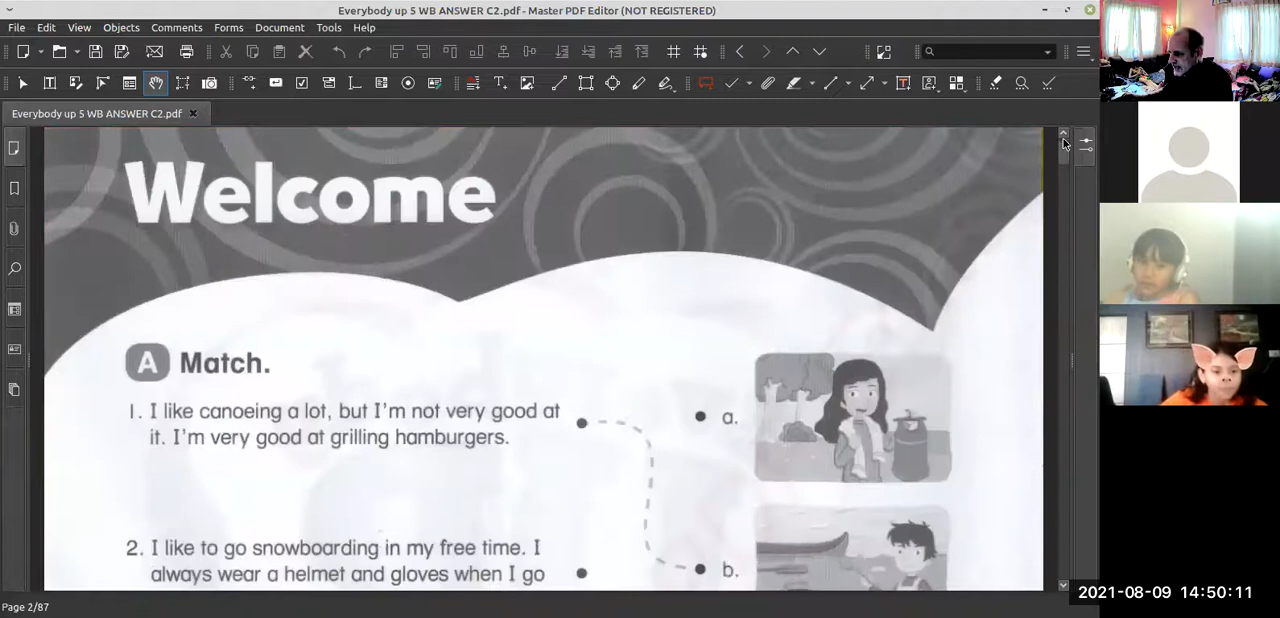 Everybody up 5 WB ANSWER C2.pdf - Master PDF Editor (NOT REGISTERED)
File Edit View Objects Comments Forms Document Tools Help
Everybody up 5 WB ANSWER C2.pdf
Welcome
A Match.
1. I like canoeing a lot, but I'm not very good at
it. I'm very good at grilling hamburgers.
a.
2. I like to go snowboarding in my free time. I
always wear a helmet and gloves when I go
b.
Page 2/87
2021-08-09 14:50:11